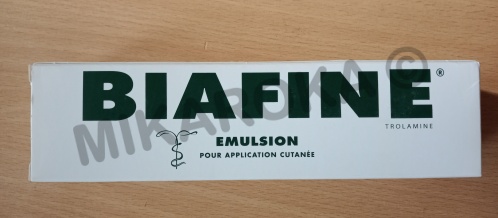 BIAFINE®
TROLAMINE
EMULSION
POUR APPLICATION CUTANÉE
MIKAROKA ©